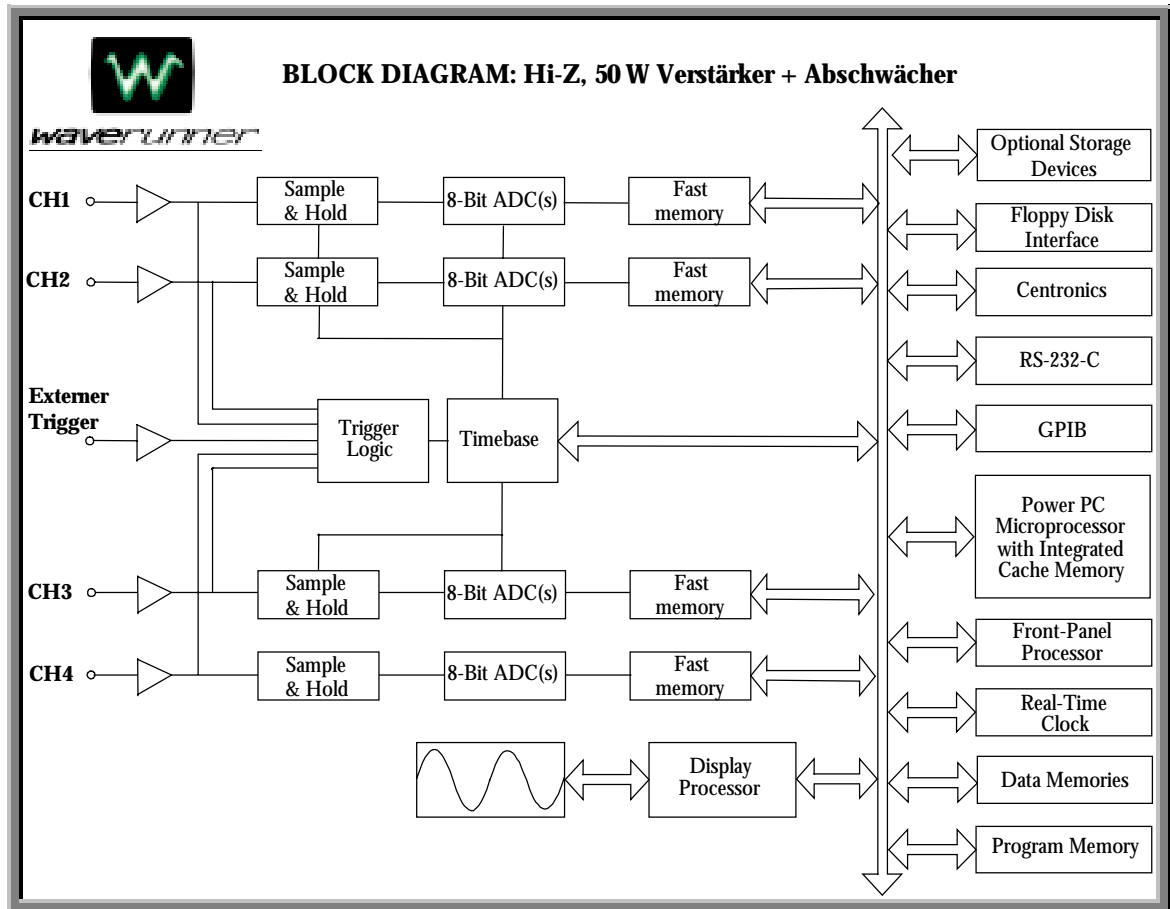 BLOCK DIAGRAM: Hi-Z, 50 W Verstärker + Abschwächer
waverunner
CH1
Sample
& Hold
8-Bit ADC(s)
Fast
memory
CH2
Sample
& Hold
8-Bit ADC(s)
Fast
memory
Externer
Trigger
Trigger
Logic
Timebase
CH3
Sample
& Hold
8-Bit ADC(s)
Fast
memory
CH4
Sample
& Hold
8-Bit ADC(s)
Fast
memory
Display
Processor
Optional Storage
Devices
Floppy Disk
Interface
Centronics
RS-232-C
GPIB
Power PC
Microprocessor
with Integrated
Cache Memory
Front-Panel
Processor
Real-Time
Clock
Data Memories
Program Memory